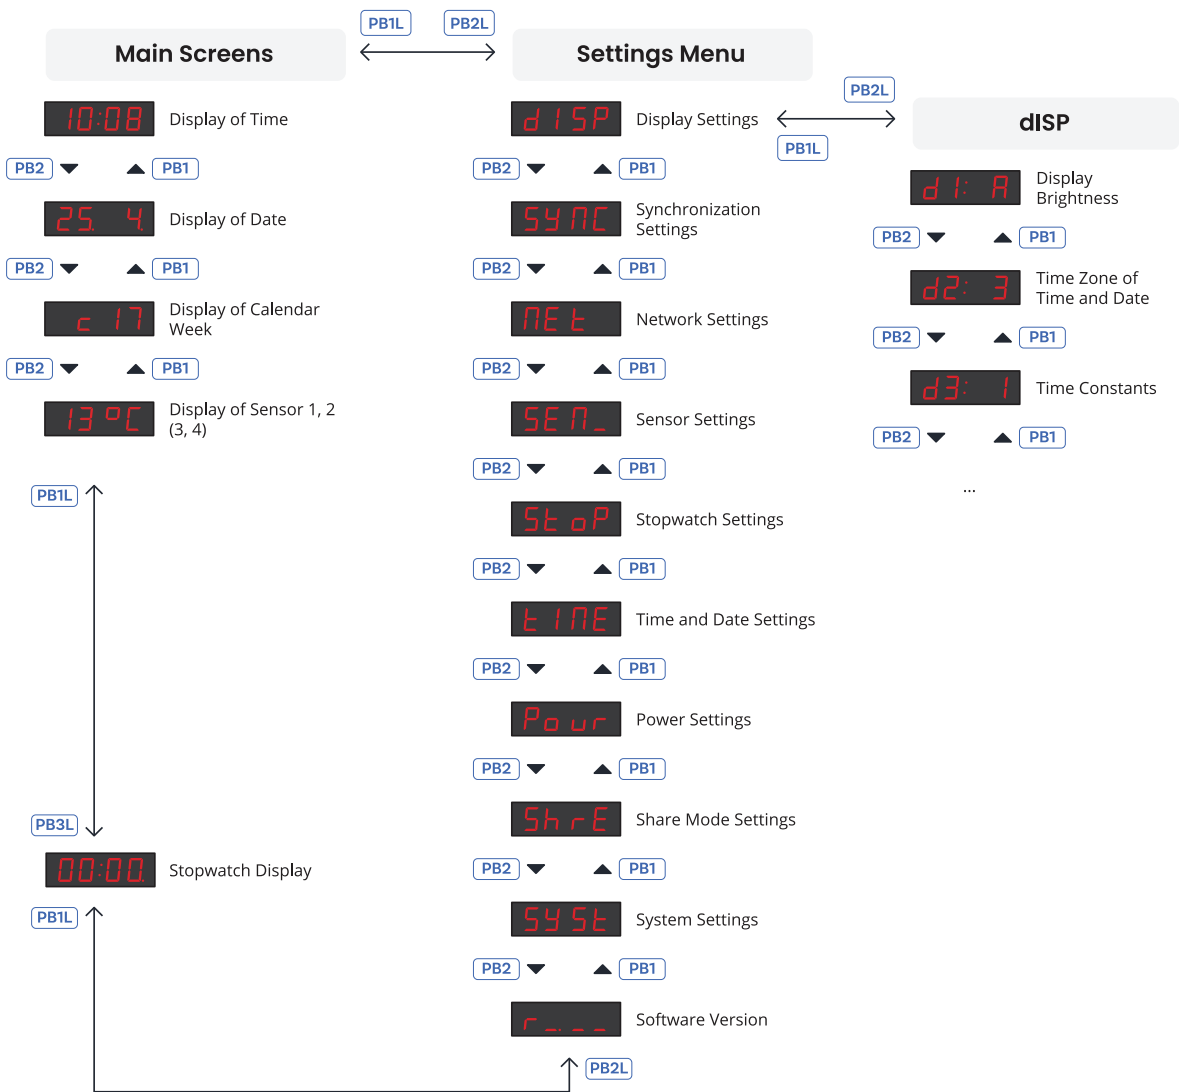 PB1L PB2L
Main Screens
Settings Menu
PB2L
PB1L
dISP
10:08 Display of Time
PB2 PB1
25. 4. Display of Date
PB2 PB1
c 17 Display of Calendar
Week
PB2 PB1
13 °C Display of Sensor 1, 2
(3, 4)
PB1L
PB3L
00:00. Stopwatch Display
PB1L
dISP Display Settings
PB2 PB1
SYNC Synchronization
Settings
PB2 PB1
NEt Network Settings
PB2 PB1
SEN_ Sensor Settings
PB2 PB1
StoP Stopwatch Settings
PB2 PB1
tIME Time and Date Settings
PB2 PB1
Pour Power Settings
PB2 PB1
ShrE Share Mode Settings
PB2 PB1
SYSt System Settings
PB2 PB1
r _._ _ Software Version
PB2L
d1: A Display
Brightness
PB2 PB1
d2: 3 Time Zone of
Time and Date
PB2 PB1
d3: 1 Time Constants
PB2 PB1
...